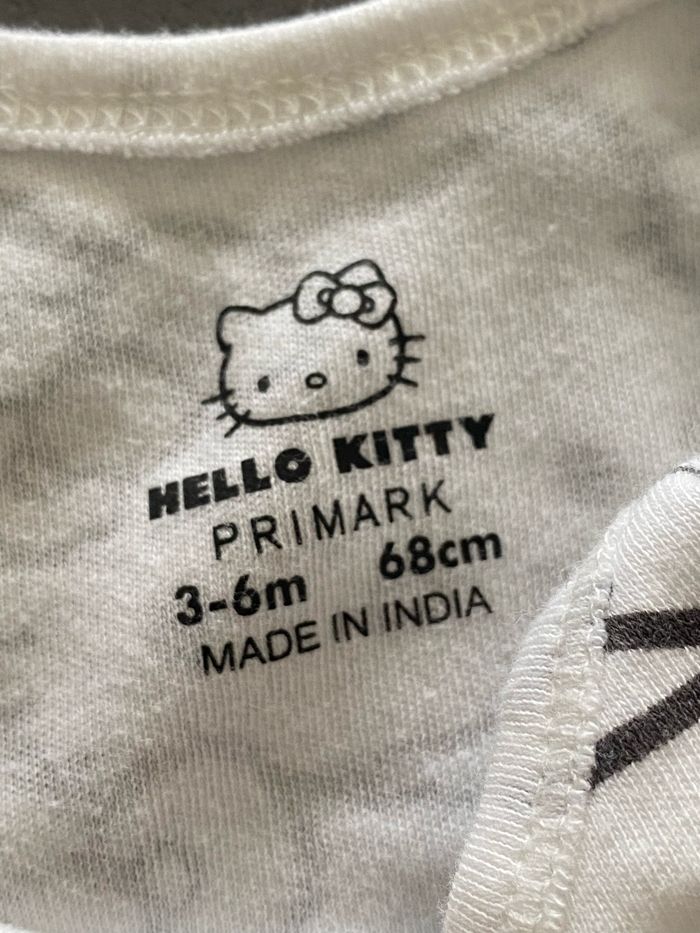 HELLO KiTTY
PRIMARK
3-6m 68cm
MADE IN INDIA